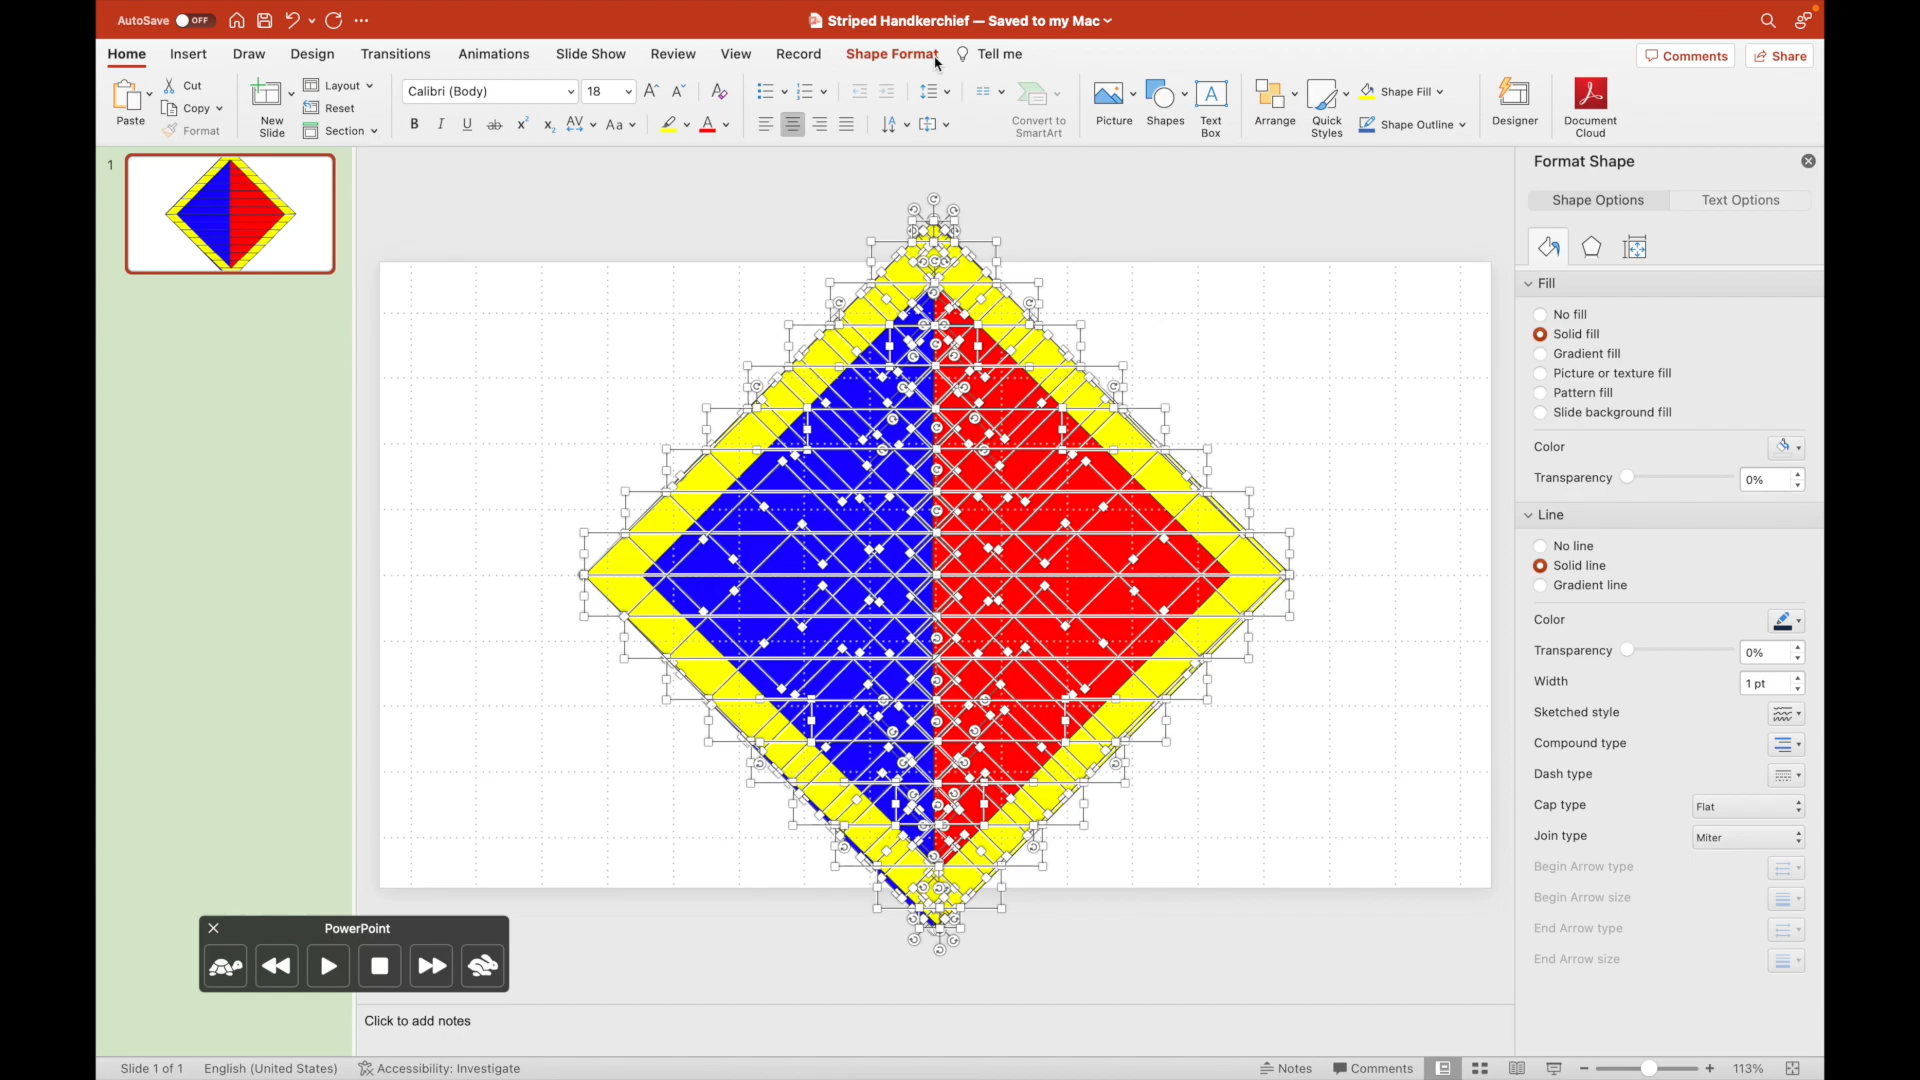 AutoSave OFF
Striped Handkerchief — Saved to my Mac
Home Insert Draw Design Transitions Animations Slide Show Review View Record Shape Format Tell me
Comments Share
Paste
Cut
Copy
Format
New Slide
Layout
Reset
Section
Calibri (Body) 18
Convert to SmartArt
Picture
Shapes
Text Box
Arrange
Quick Styles
Shape Fill
Shape Outline
Designer
Document Cloud
1
Format Shape
Shape Options Text Options
Fill
No fill
Solid fill
Gradient fill
Picture or texture fill
Pattern fill
Slide background fill
Color
Transparency 0%
Line
No line
Solid line
Gradient line
Color
Transparency 0%
Width 1 pt
Sketched style
Compound type
Dash type
Cap type Flat
Join type Miter
Begin Arrow type
Begin Arrow size
End Arrow type
End Arrow size
PowerPoint
Click to add notes
Slide 1 of 1 English (United States) Accessibility: Investigate
Notes Comments 113%